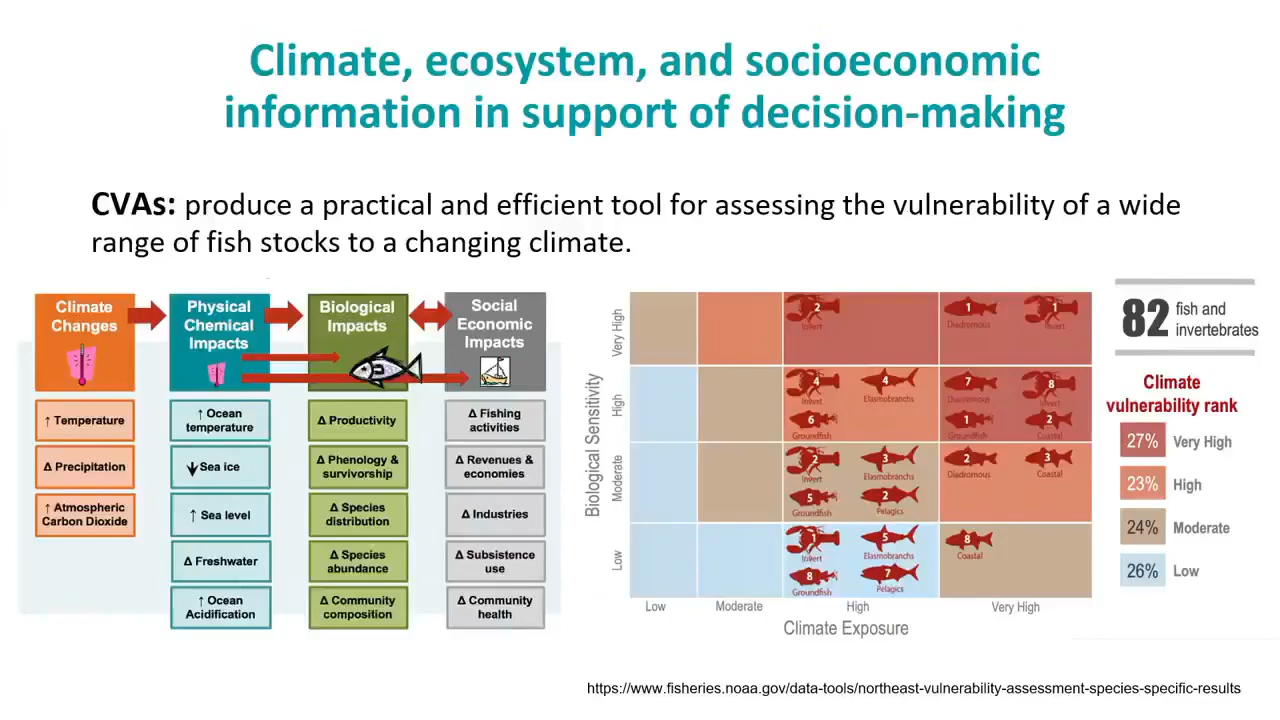 Climate, ecosystem, and socioeconomic
information in support of decision-making
CVAs: produce a practical and efficient tool for assessing the vulnerability of a wide
range of fish stocks to a changing climate.
Climate
Changes
Physical
Chemical
Impacts
Biological
Impacts
Social
Economic
Impacts
↑ Temperature
Δ Precipitation
↑ Atmospheric
Carbon Dioxide
↑ Ocean
temperature
↓ Sea ice
↑ Sea level
Δ Freshwater
↑ Ocean
Acidification
Δ Productivity
Δ Phenology &
survivorship
Δ Species
distribution
Δ Species
abundance
Δ Community
composition
Δ Fishing
activities
Δ Revenues &
economies
Δ Industries
Δ Subsistence
use
Δ Community
health
Biological Sensitivity
Very High
High
Moderate
Low
2
Invert
1
Diadromous
1
Invert
4
Invert
4
Elasmobranchs
6
Groundfish
7
Diadromous
8
Invert
1
Groundfish
2
Coastal
2
Invert
3
Elasmobranchs
5
Groundfish
2
Pelagics
2
Diadromous
3
Coastal
1
Invert
5
Elasmobranchs
8
Groundfish
7
Pelagics
8
Coastal
Low
Moderate
High
Very High
Climate Exposure
82 fish and
invertebrates
Climate
vulnerability rank
27% Very High
23% High
24% Moderate
26% Low
https://www.fisheries.noaa.gov/data-tools/northeast-vulnerability-assessment-species-specific-results